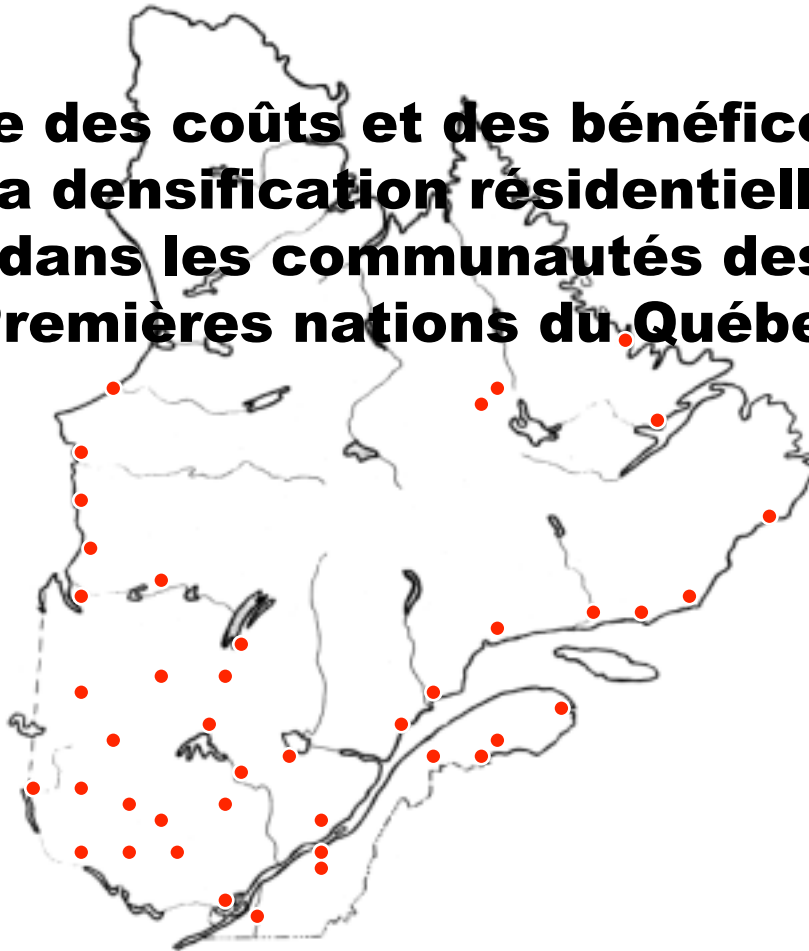 e des coûts et des bénéfice
a densification résidentiell
dans les communautés des
remières nations du Québe